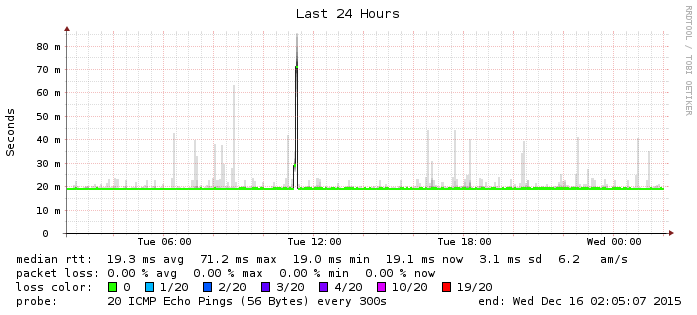 Last 24 Hours
RRDTOOL / TOBI OETIKER
Seconds
80 m
70 m
60 m
50 m
40 m
30 m
20 m
10 m
0
Tue 06:00 Tue 12:00 Tue 18:00 Wed 00:00
median rtt: 19.3 ms avg 71.2 ms max 19.0 ms min 19.1 ms now 3.1 ms sd 6.2 am/s
packet loss: 0.00 % avg 0.00 % max 0.00 % min 0.00 % now
loss color: 0 1/20 2/20 3/20 4/20 10/20 19/20
probe: 20 ICMP Echo Pings (56 Bytes) every 300s end: Wed Dec 16 02:05:07 2015